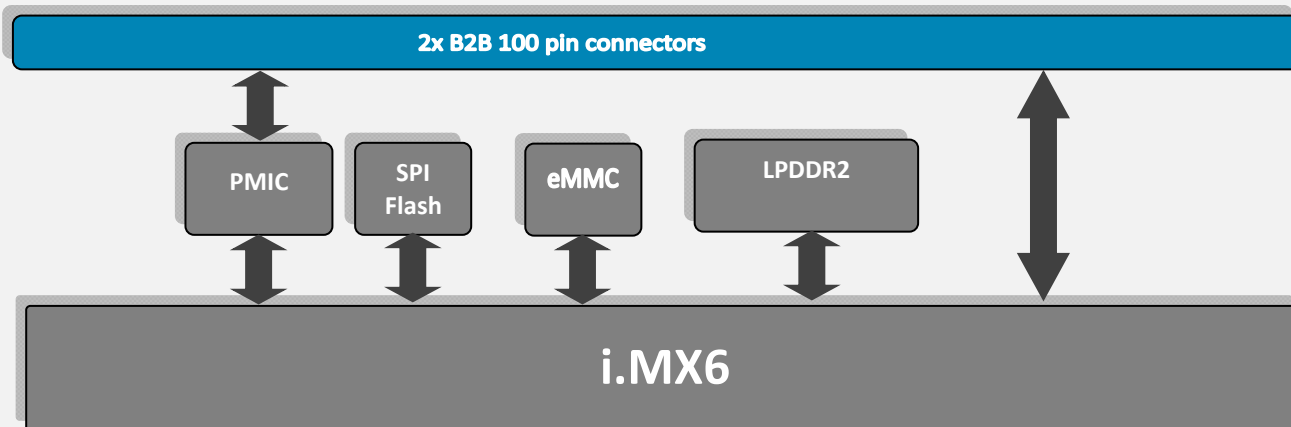 2x B2B 100 pin connectors
PMIC
SPI
Flash
eMMC
LPDDR2
i.MX6